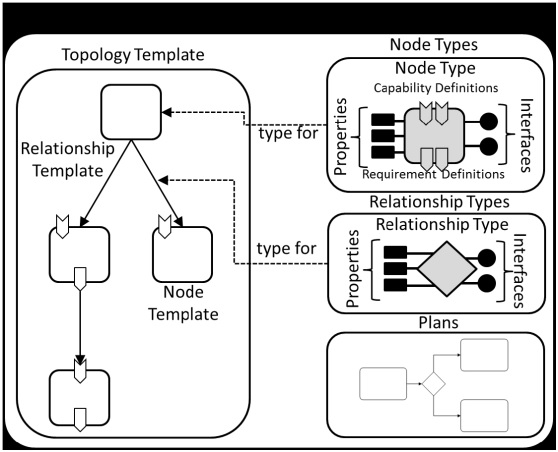 Topology Template
Relationship
Template
Node
Template
type for
type for
Node Types
Node Type
Capability Definitions
Properties
Interfaces
Requirement Definitions
Relationship Types
Relationship Type
Properties
Interfaces
Plans